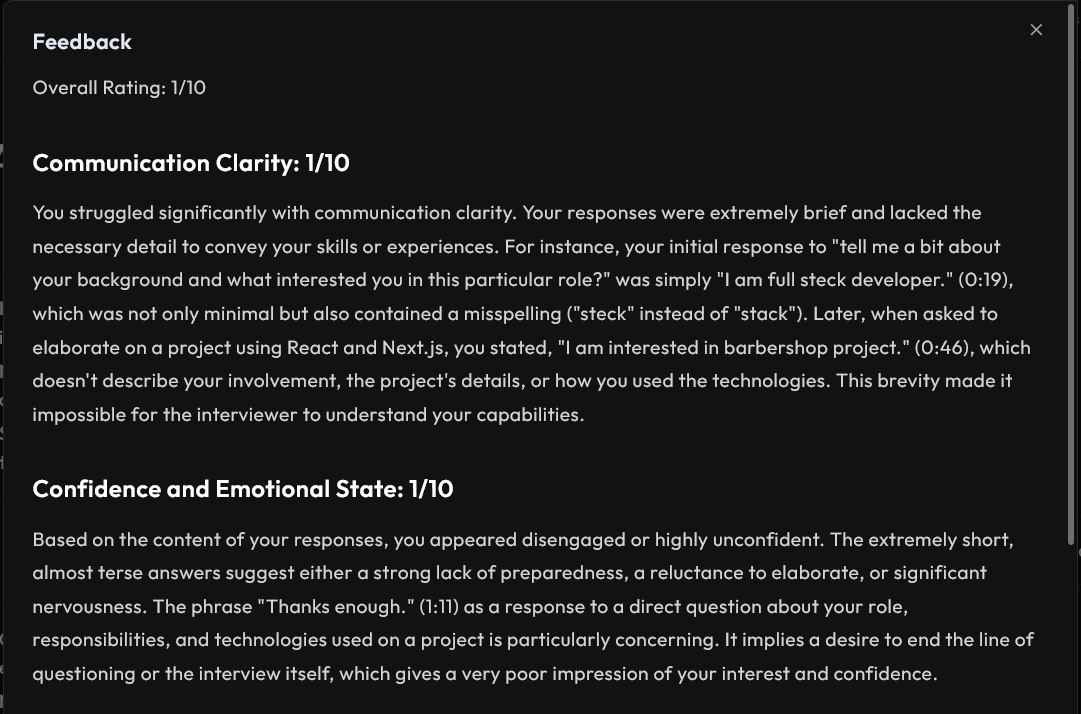 Feedback
Overall Rating: 1/10
Communication Clarity: 1/10
You struggled significantly with communication clarity. Your responses were extremely brief and lacked the
necessary detail to convey your skills or experiences. For instance, your initial response to "tell me a bit about
your background and what interested you in this particular role?" was simply "I am full steck developer." (0:19),
which was not only minimal but also contained a misspelling ("steck" instead of "stack"). Later, when asked to
elaborate on a project using React and Next.js, you stated, "I am interested in barbershop project." (0:46), which
doesn't describe your involvement, the project's details, or how you used the technologies. This brevity made it
impossible for the interviewer to understand your capabilities.
Confidence and Emotional State: 1/10
Based on the content of your responses, you appeared disengaged or highly unconfident. The extremely short,
almost terse answers suggest either a strong lack of preparedness, a reluctance to elaborate, or significant
nervousness. The phrase "Thanks enough." (1:11) as a response to a direct question about your role,
responsibilities, and technologies used on a project is particularly concerning. It implies a desire to end the line of
questioning or the interview itself, which gives a very poor impression of your interest and confidence.